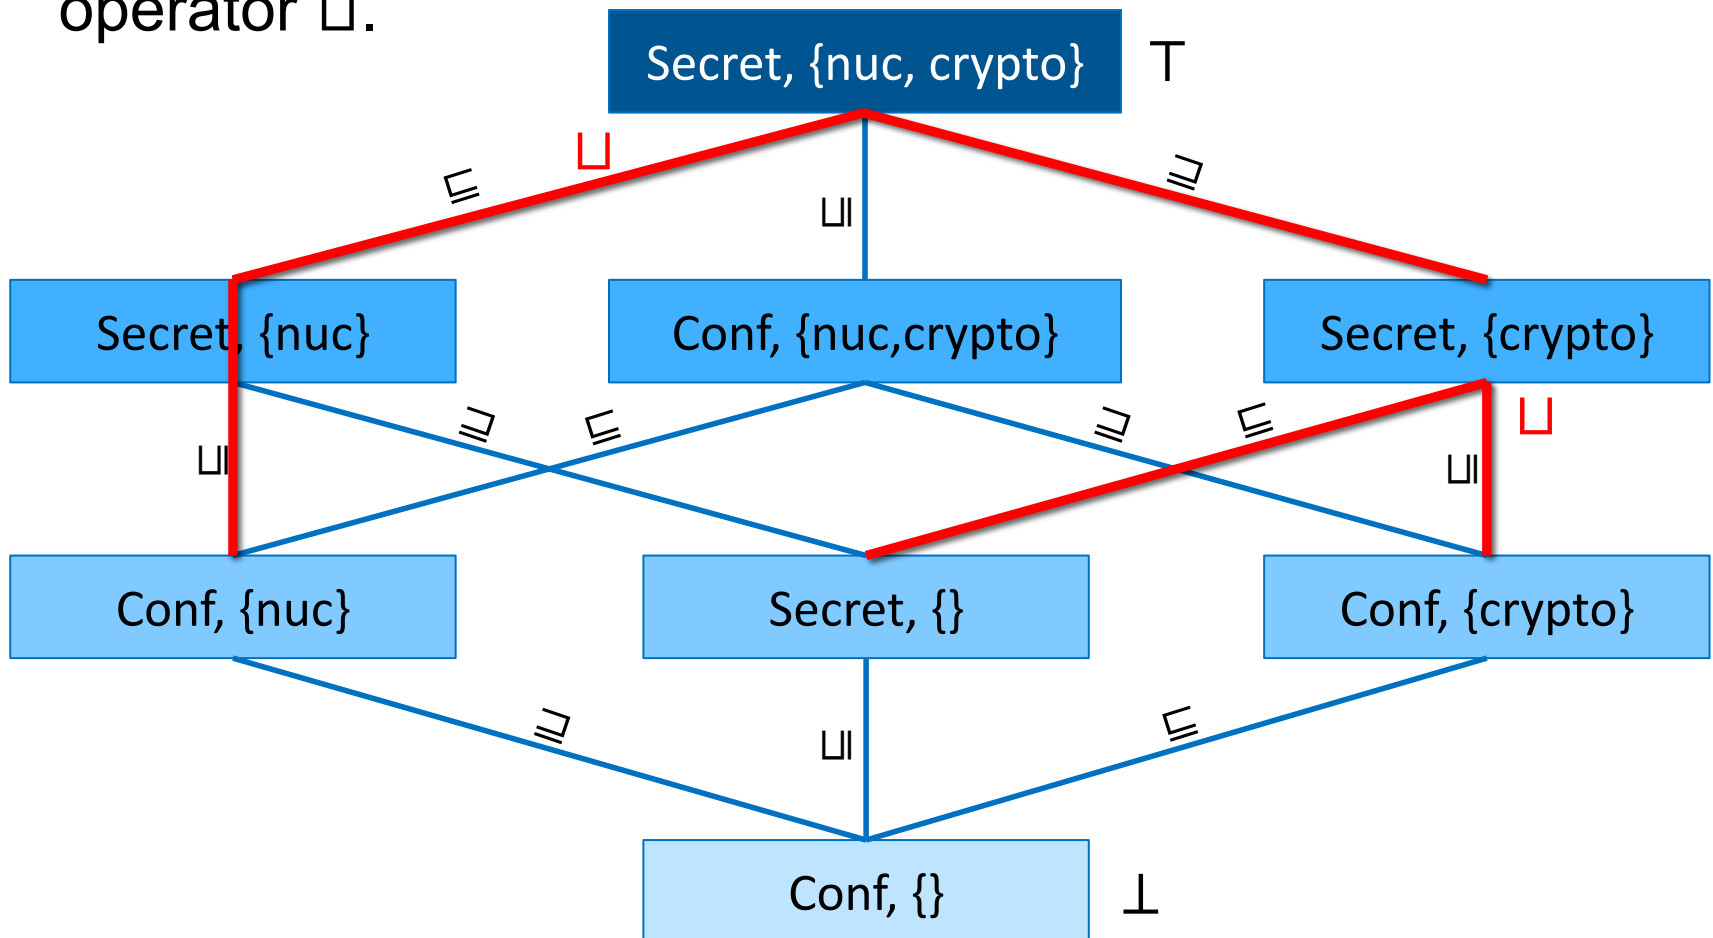 operator ⊔.
Secret, {nuc, crypto} ⊤
⊔
⊑ ⊒
⊑
Secret, {nuc} Conf, {nuc,crypto} Secret, {crypto}
⊒ ⊑ ⊒ ⊑ ⊔
⊑ ⊑
Conf, {nuc} Secret, {} Conf, {crypto}
⊒ ⊑ ⊑
Conf, {} ⊥